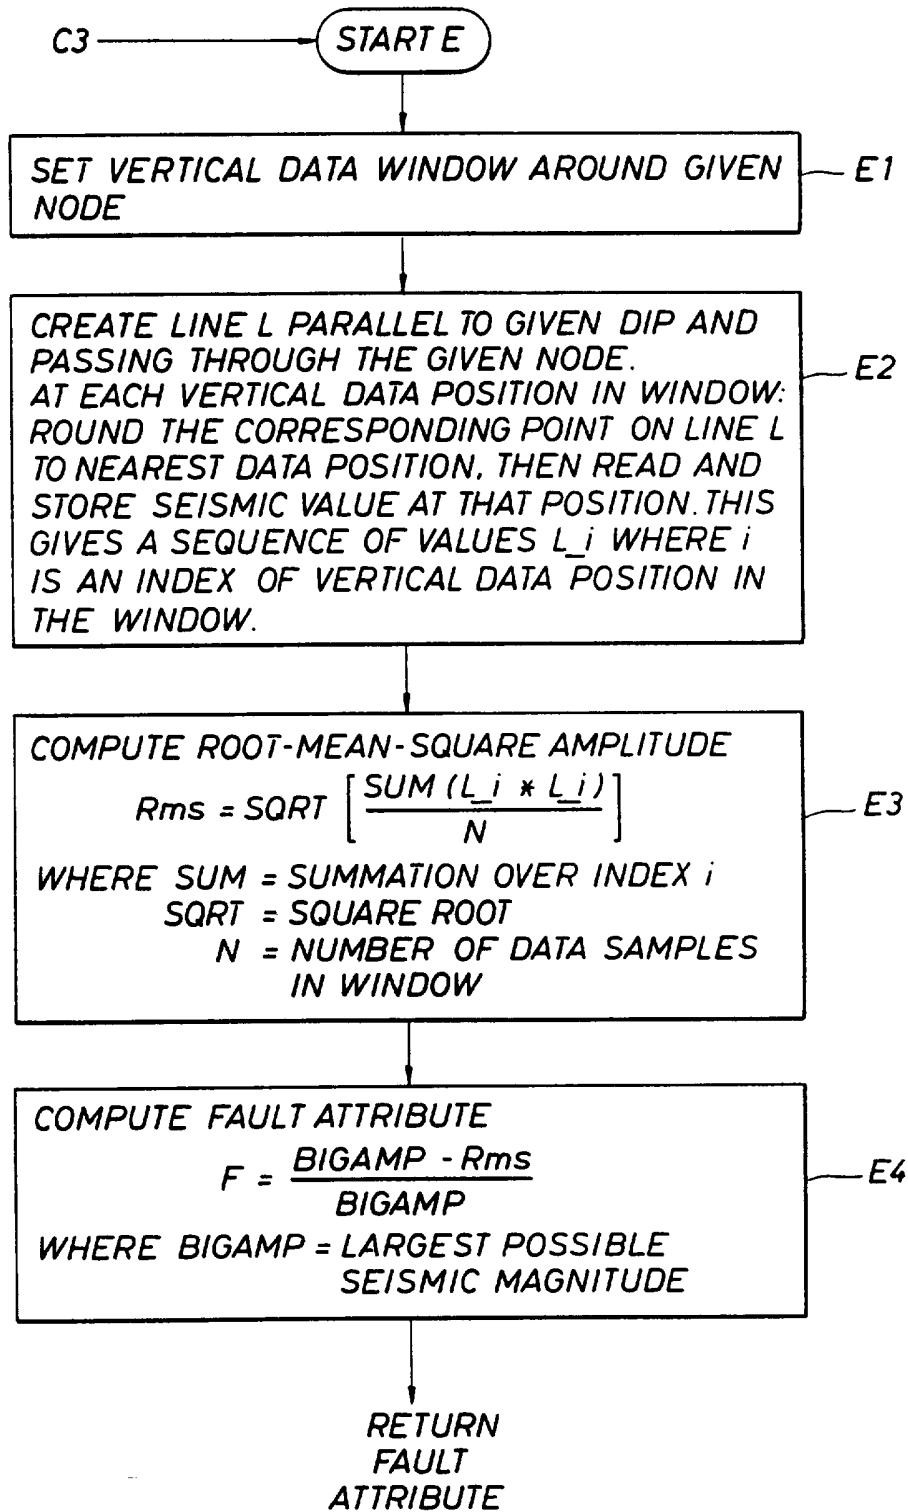 C3
START E
SET VERTICAL DATA WINDOW AROUND GIVEN
NODE
E1
CREATE LINE L PARALLEL TO GIVEN DIP AND
PASSING THROUGH THE GIVEN NODE.
AT EACH VERTICAL DATA POSITION IN WINDOW:
ROUND THE CORRESPONDING POINT ON LINE L
TO NEAREST DATA POSITION, THEN READ AND
STORE SEISMIC VALUE AT THAT POSITION. THIS
GIVES A SEQUENCE OF VALUES L_i WHERE i
IS AN INDEX OF VERTICAL DATA POSITION IN
THE WINDOW.
E2
COMPUTE ROOT-MEAN-SQUARE AMPLITUDE
Rms = SQRT [ SUM (L_i * L_i) / N ]
WHERE SUM = SUMMATION OVER INDEX i
SQRT = SQUARE ROOT
N = NUMBER OF DATA SAMPLES
IN WINDOW
E3
COMPUTE FAULT ATTRIBUTE
F = BIGAMP - Rms / BIGAMP
WHERE BIGAMP = LARGEST POSSIBLE
SEISMIC MAGNITUDE
E4
RETURN
FAULT
ATTRIBUTE